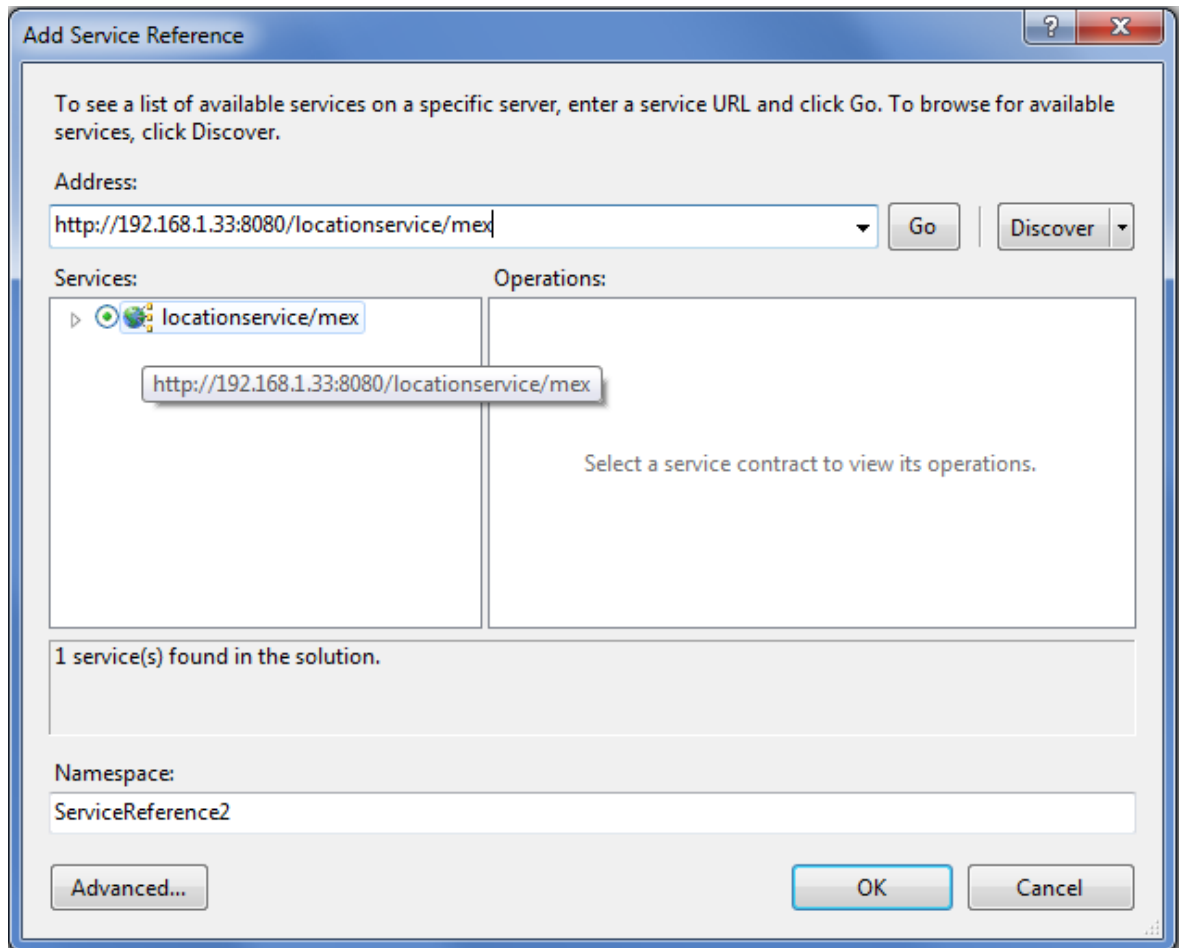 Add Service Reference
?
X
To see a list of available services on a specific server, enter a service URL and click Go. To browse for available
services, click Discover.
Address:
http://192.168.1.33:8080/locationservice/mex
Go
Discover
Services:
Operations:
locationservice/mex
http://192.168.1.33:8080/locationservice/mex
Select a service contract to view its operations.
1 service(s) found in the solution.
Namespace:
ServiceReference2
Advanced...
OK
Cancel